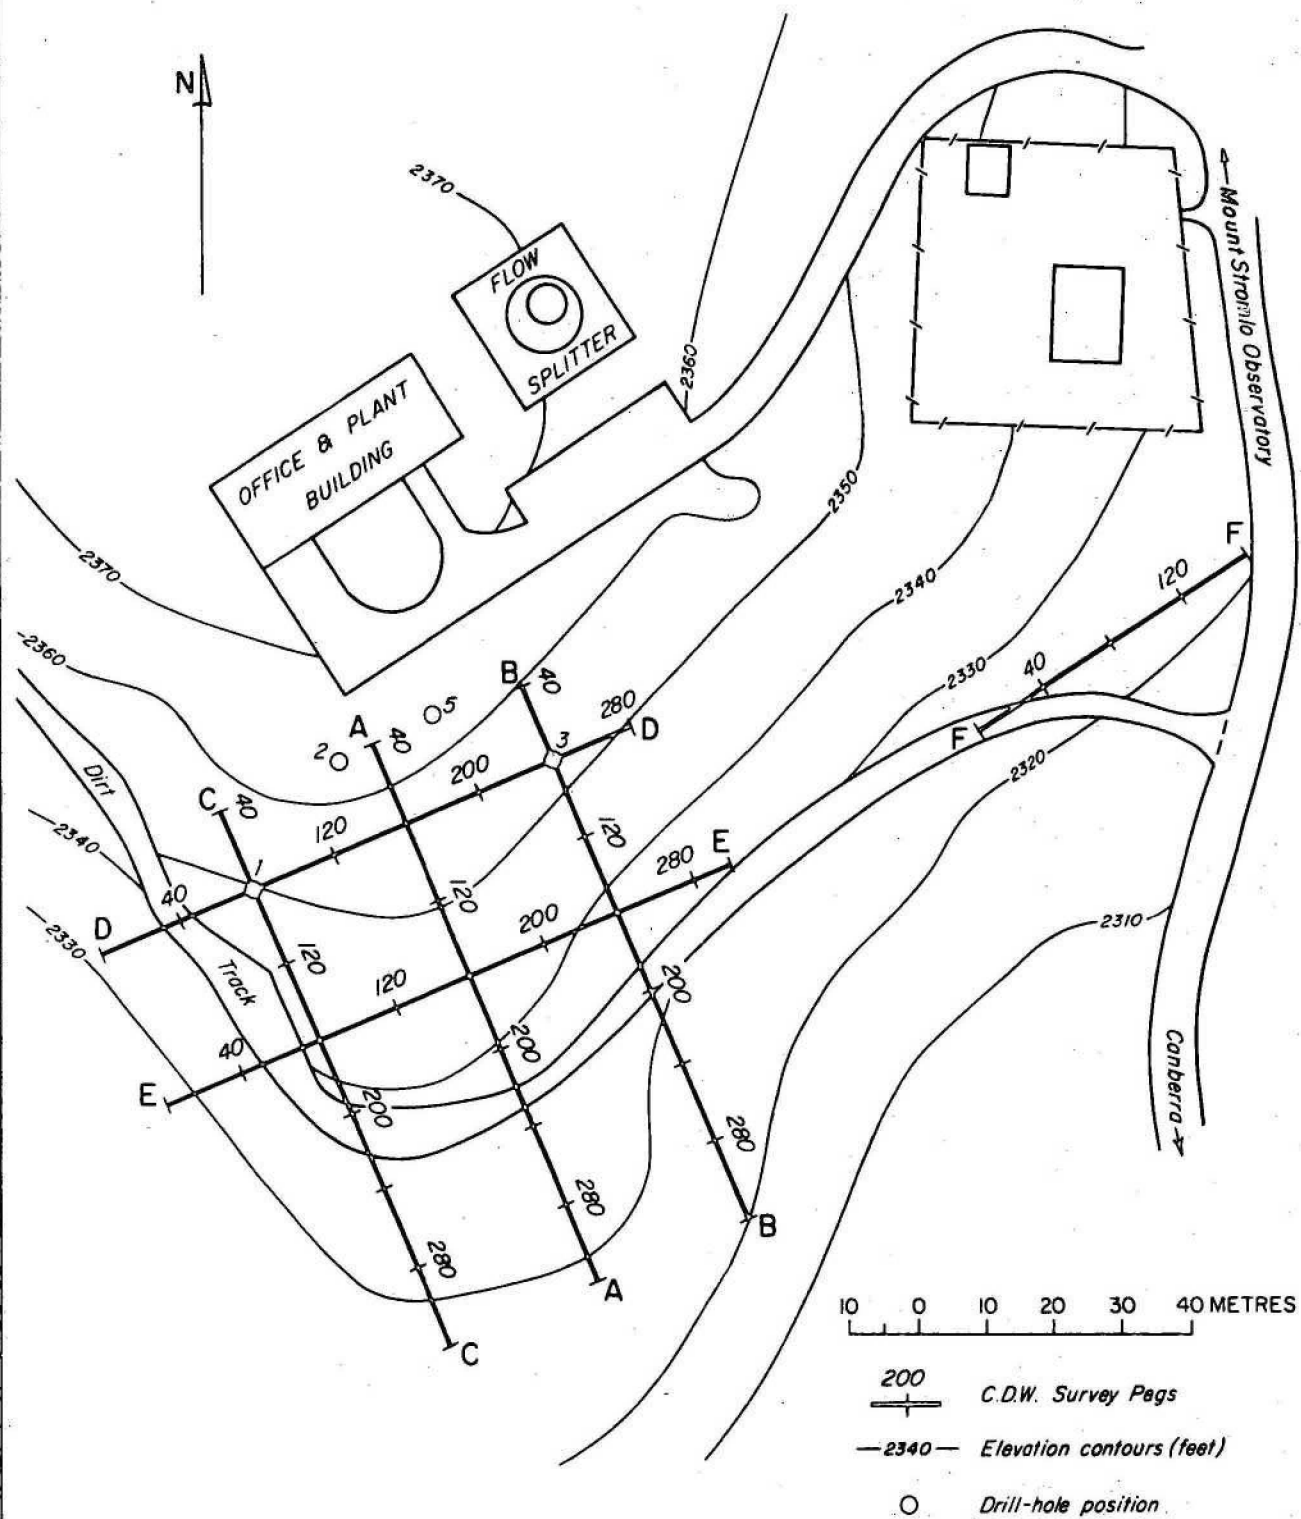 N
2370
FLOW
SPLITTER
2360
Mount Stromlo Observatory
OFFICE & PLANT
BUILDING
2350
2370
F
120
2340
2360
B
40
280
D
40
2330
F
A
40
5
2
3
200
2320
Dirt
C
40
120
120
E
2340
1
280
40
120
200
2310
D
2330
120
Track
120
200
40
200
E
200
Canberra
280
280
B
280
A
C
10 0 10 20 30 40 METRES
200
C.D.W. Survey Pegs
2340 Elevation contours (feet)
Drill-hole position